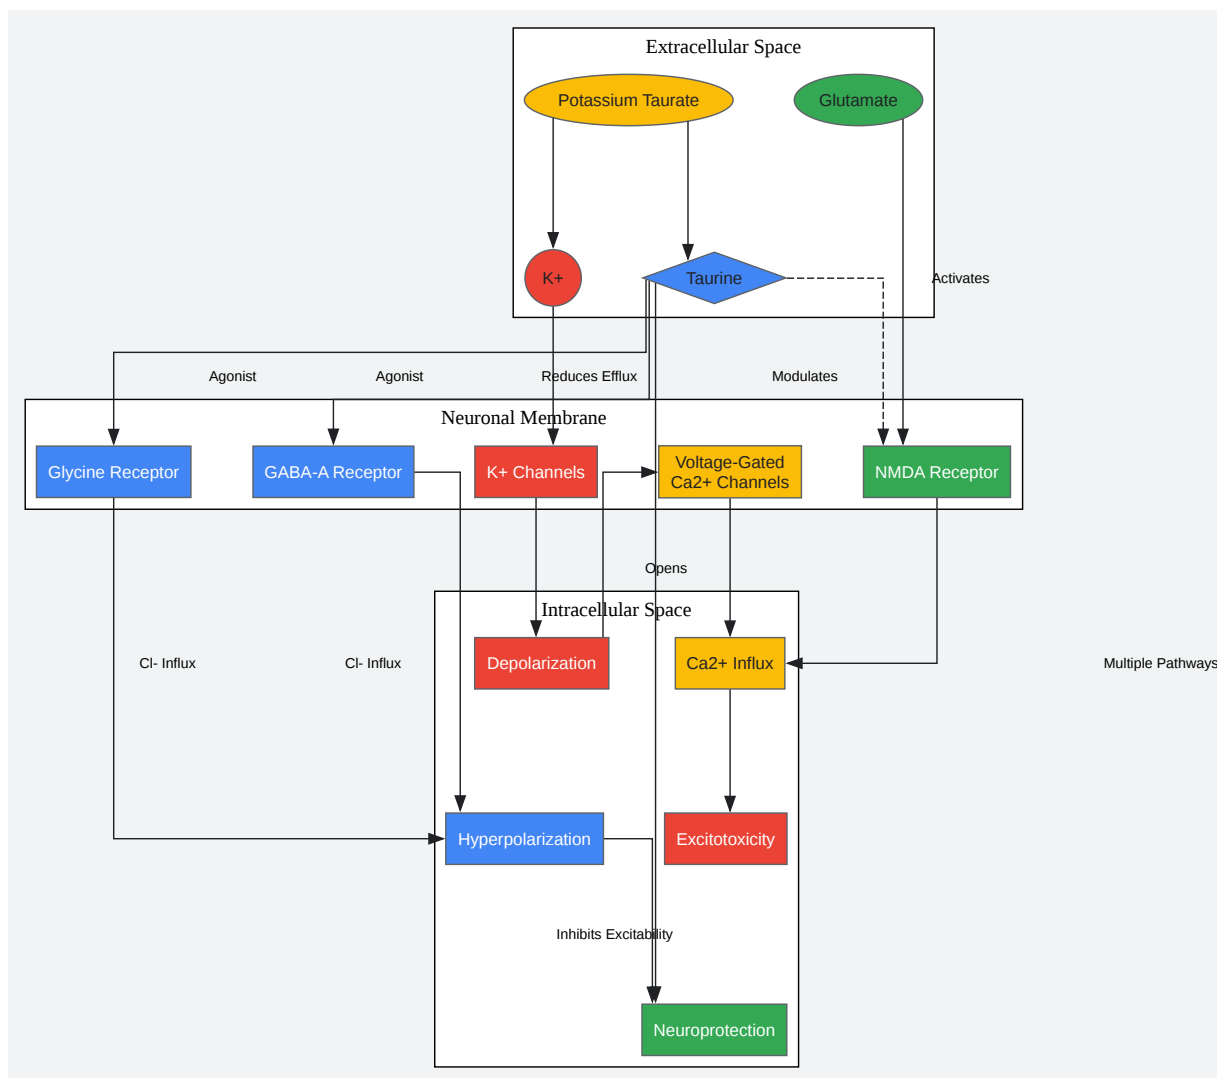 Extracellular Space
Potassium Taurate
Glutamate
K+
Taurine
Activates
Agonist
Agonist
Reduces Efflux
Modulates
Neuronal Membrane
Glycine Receptor
GABA-A Receptor
K+ Channels
Voltage-Gated
Ca2+ Channels
NMDA Receptor
Opens
Intracellular Space
Cl- Influx
Cl- Influx
Depolarization
Ca2+ Influx
Multiple Pathways
Hyperpolarization
Excitotoxicity
Inhibits Excitability
Neuroprotection